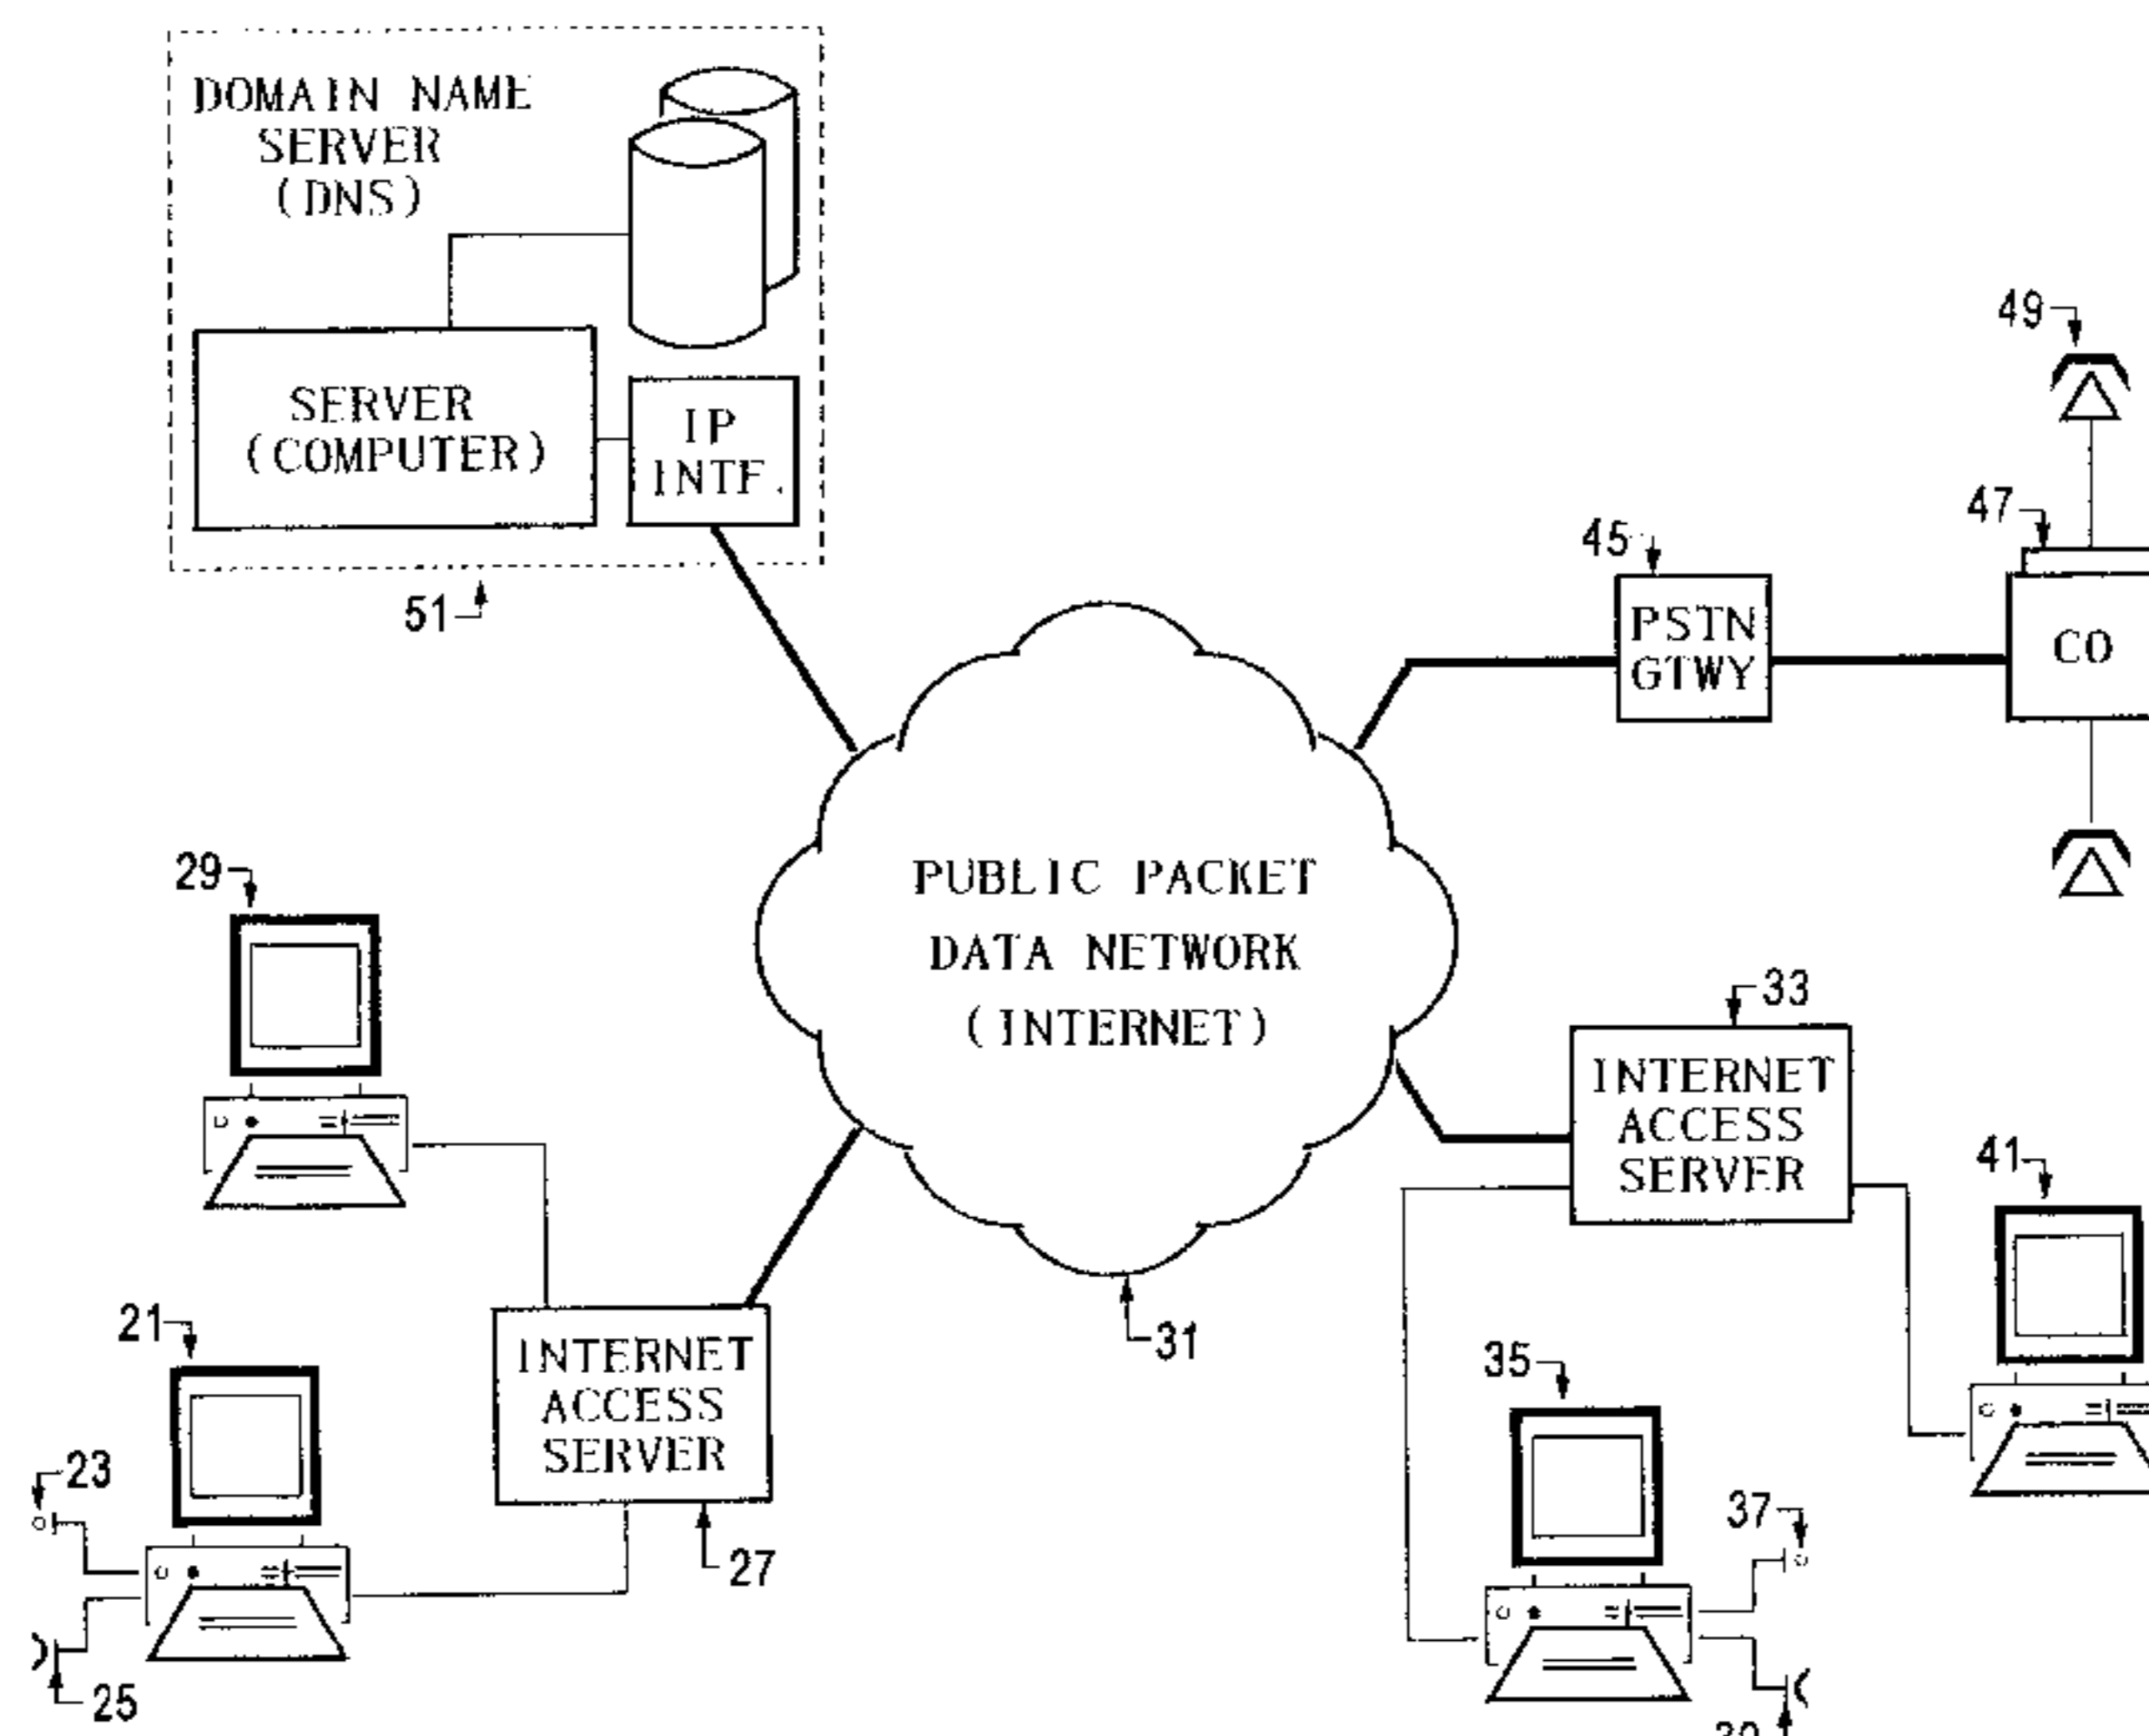 DOMAIN NAME
SERVER
(DNS)
SERVER
(COMPUTER)
IP
INTF.
51
49
47
45
PSTN
GTWY
CO
PUBLIC PACKET
DATA NETWORK
(INTERNET)
31
29
33
INTERNET
ACCESS
SERVER
41
21
INTERNET
ACCESS
SERVER
27
23
25
35
37